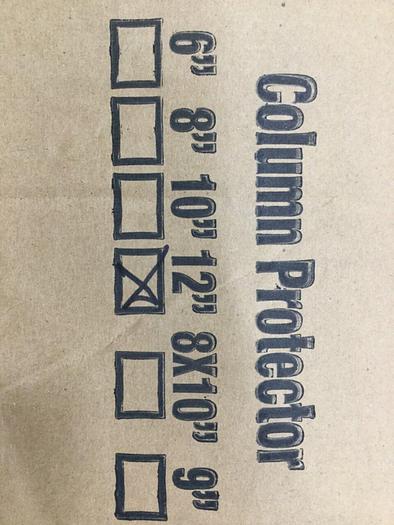 Column Protector
6" 8" 10" 12" 8X10" 9"